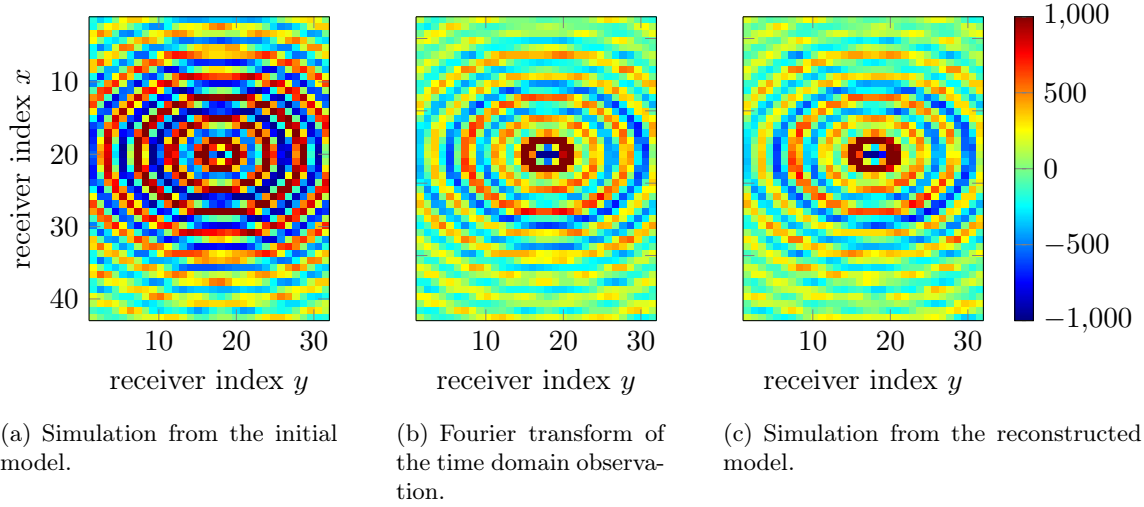 receiver index x
10
20
30
40
10 20 30
receiver index y
10 20 30
receiver index y
10 20 30
receiver index y
1,000
500
0
−500
−1,000
(a) Simulation from the initial
model.
(b) Fourier transform of
the time domain observa-
tion.
(c) Simulation from the reconstructed
model.